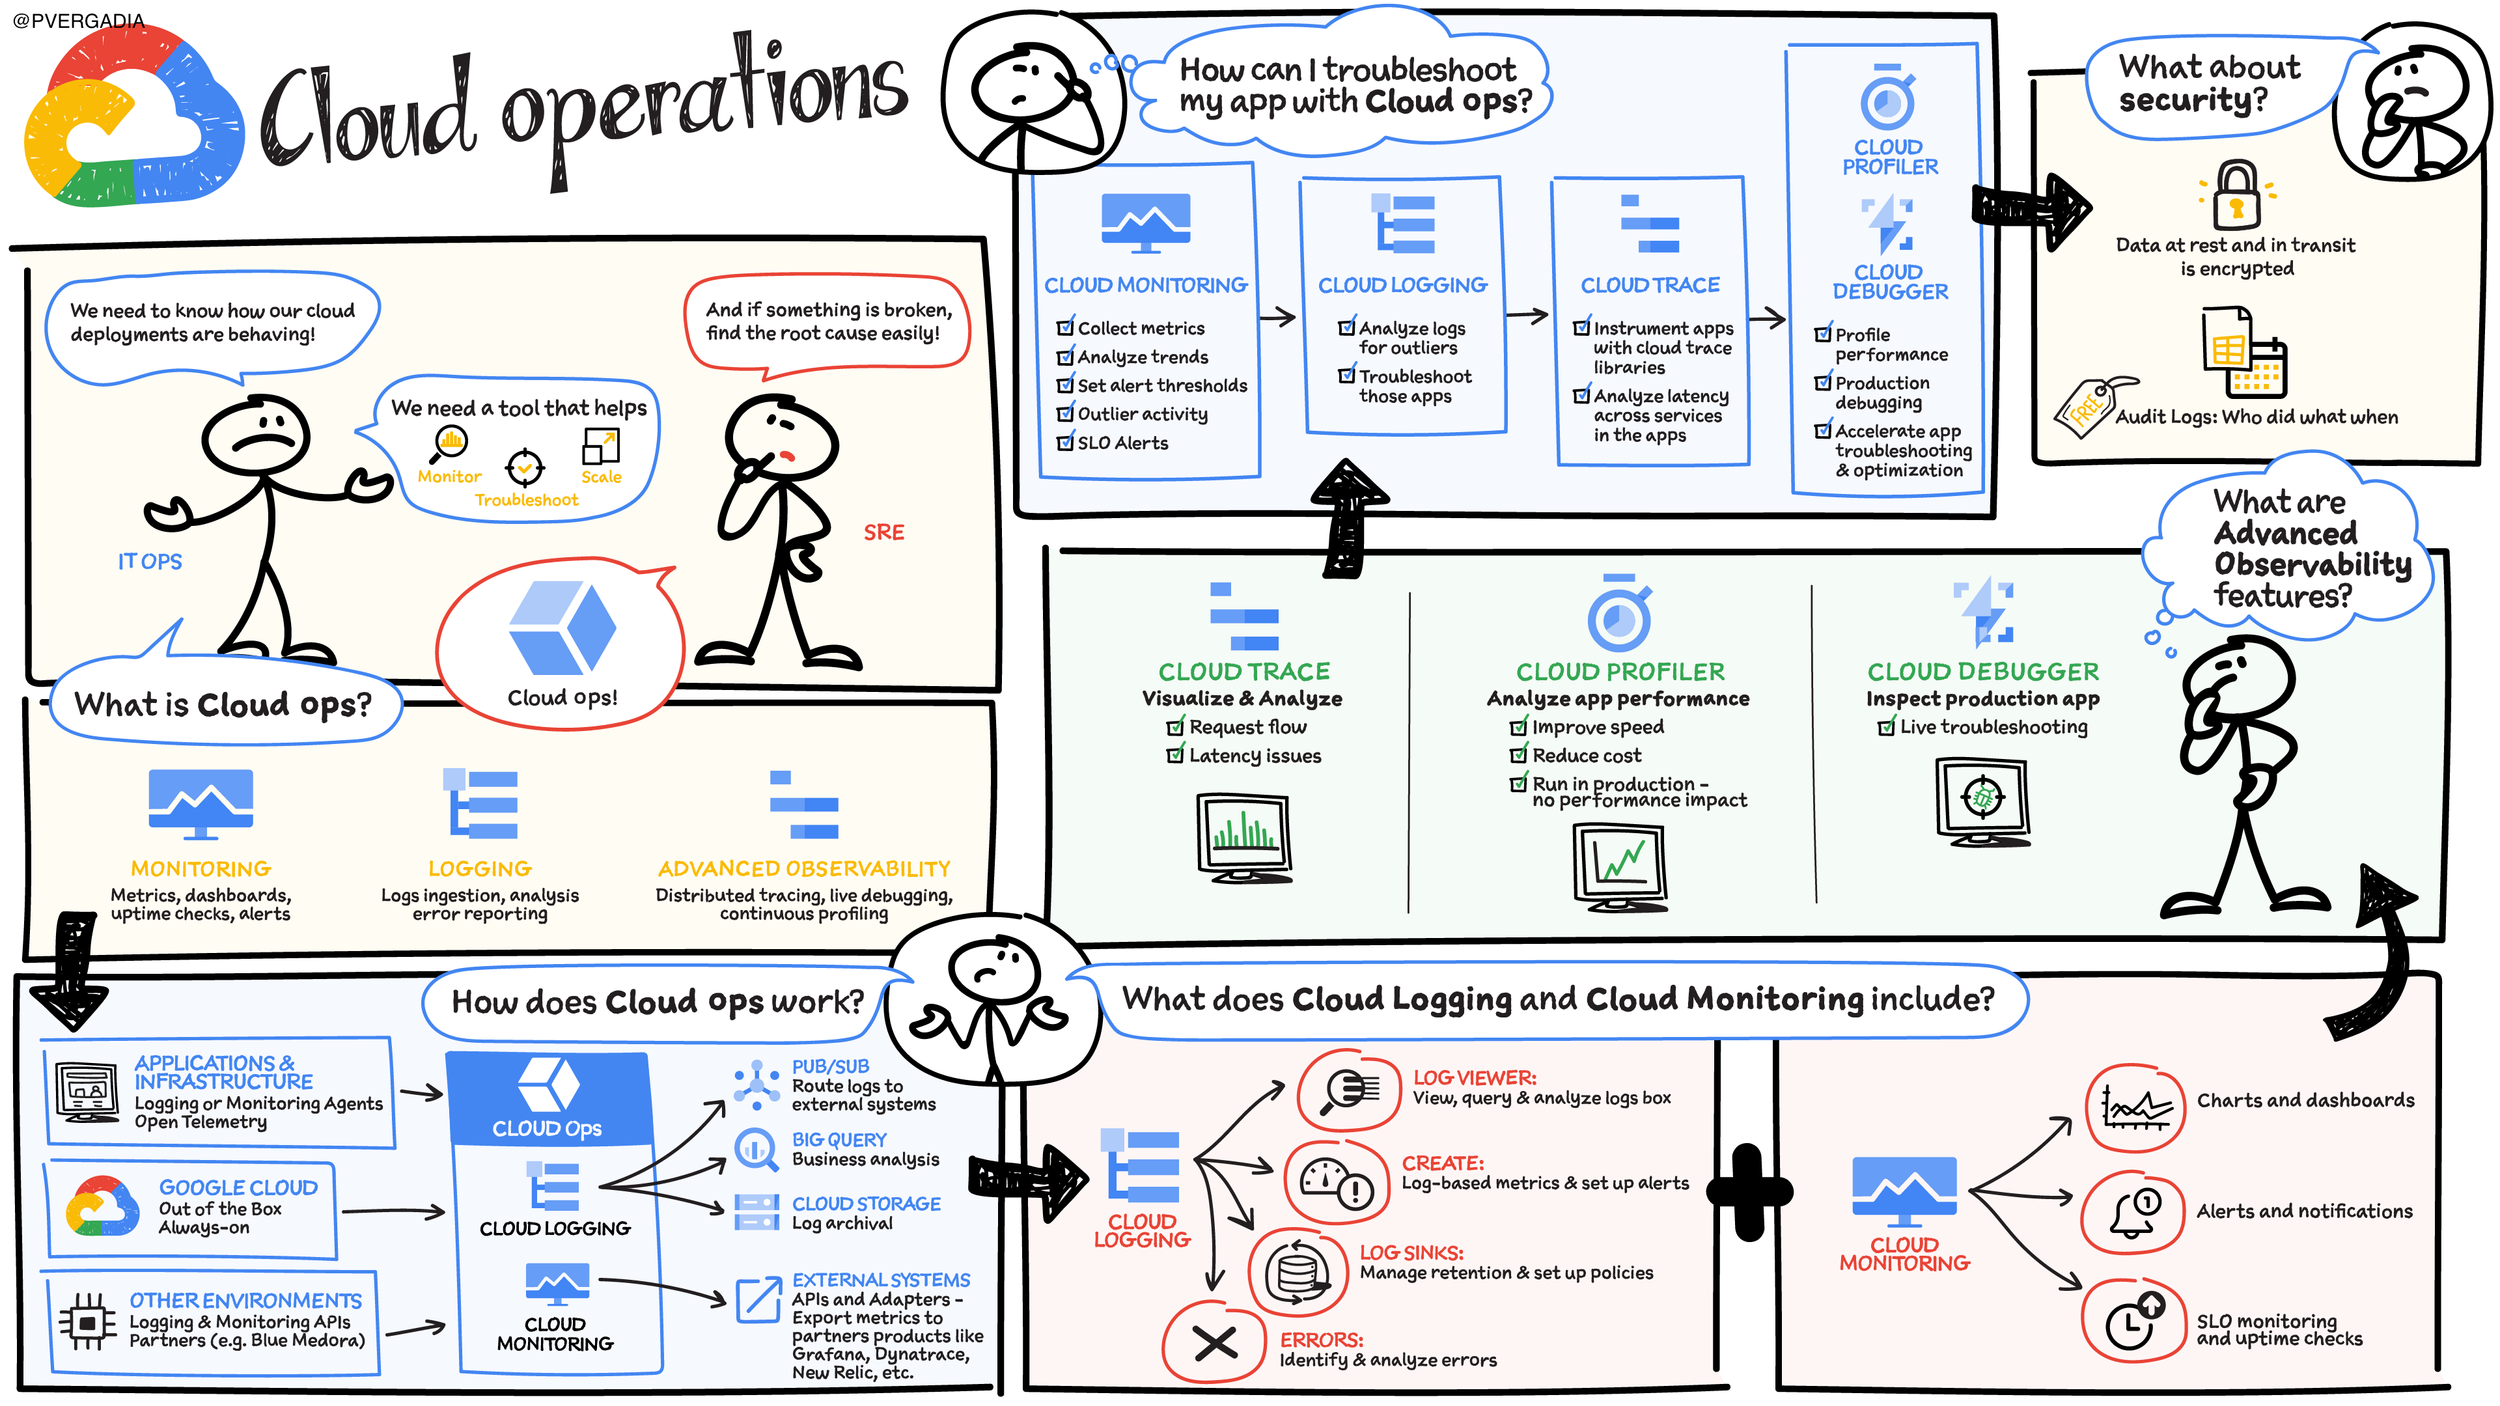 @PVERGADIA
Cloud operations
We need to know how our cloud
deployments are behaving!
And if something is broken,
find the root cause easily!
We need a tool that helps
Monitor
Troubleshoot
Scale
IT OPS
SRE
Cloud ops!
What is Cloud ops?
MONITORING
Metrics, dashboards,
uptime checks, alerts
LOGGING
Logs ingestion, analysis
error reporting
ADVANCED OBSERVABILITY
Distributed tracing, live debugging,
continuous profiling
How does Cloud ops work?
APPLICATIONS &
INFRASTRUCTURE
Logging or Monitoring Agents
Open Telemetry
GOOGLE CLOUD
Out of the Box
Always-on
OTHER ENVIRONMENTS
Logging & Monitoring APIs
Partners (e.g. Blue Medora)
CLOUD Ops
CLOUD LOGGING
CLOUD
MONITORING
PUB/SUB
Route logs to
external systems
BIG QUERY
Business analysis
CLOUD STORAGE
Log archival
EXTERNAL SYSTEMS
APIs and Adapters -
Export metrics to
partners products like
Grafana, Dynatrace,
New Relic, etc.
What does Cloud Logging and Cloud Monitoring include?
CLOUD
LOGGING
LOG VIEWER:
View, query & analyze logs box
CREATE:
Log-based metrics & set up alerts
LOG SINKS:
Manage retention & set up policies
ERRORS:
Identify & analyze errors
CLOUD
MONITORING
Charts and dashboards
1
Alerts and notifications
SLO monitoring
and uptime checks
What are
Advanced
Observability
features?
CLOUD TRACE
Visualize & Analyze
Request flow
Latency issues
CLOUD PROFILER
Analyze app performance
Improve speed
Reduce cost
Run in production -
no performance impact
CLOUD DEBUGGER
Inspect production app
Live troubleshooting
How can I troubleshoot
my app with Cloud ops?
CLOUD MONITORING
Collect metrics
Analyze trends
Set alert thresholds
Outlier activity
SLO Alerts
CLOUD LOGGING
Analyze logs
for outliers
Troubleshoot
those apps
CLOUD TRACE
Instrument apps
with cloud trace
libraries
Analyze latency
across services
in the apps
CLOUD
PROFILER
CLOUD
DEBUGGER
Profile
performance
Production
debugging
Accelerate app
troubleshooting
& optimization
What about
security?
Data at rest and in transit
is encrypted
FREE
Audit Logs: Who did what when